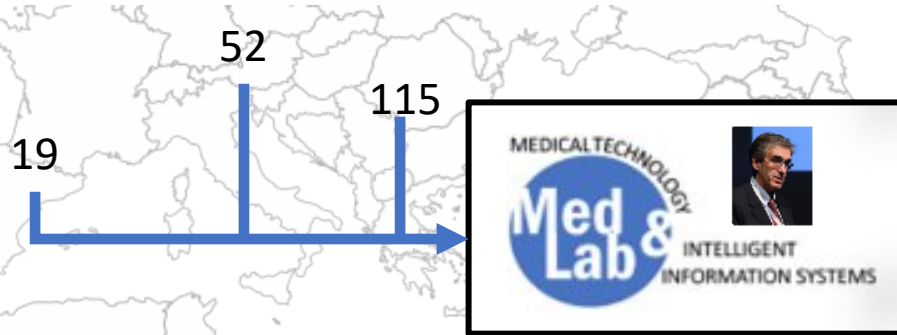 52
115
19
MEDICAL TECHNOLOGY
Med
&
Lab
INTELLIGENT
INFORMATION SYSTEMS